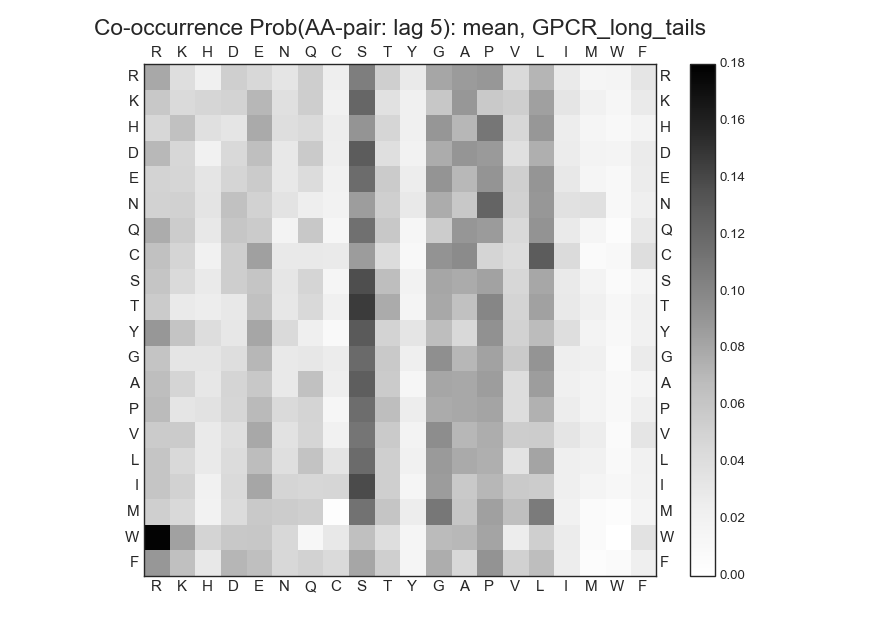 Co-occurrence Prob(AA-pair: lag 5): mean, GPCR_long_tails
R K H D E N Q C S T Y G A P V L I M W F
R R 0.18
K K
H H 0.16
D D
E E 0.14
N N
Q Q 0.12
C C
S S 0.10
T T
Y Y
G G 0.08
A A
P P 0.06
V V
L L 0.04
I I
M M 0.02
W W
F F 0.00
R K H D E N Q C S T Y G A P V L I M W F